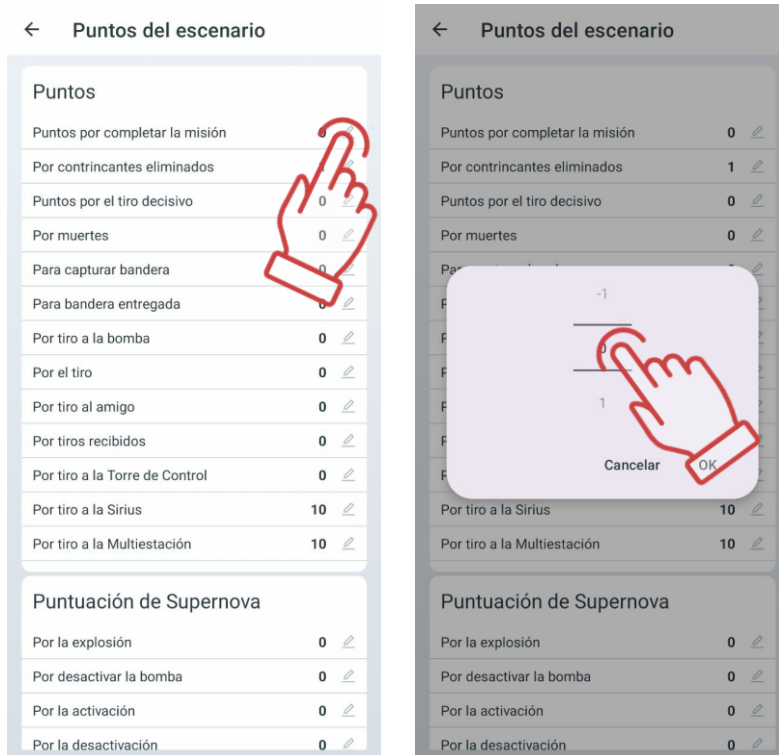 Puntos del escenario
Puntos
Puntos por completar la misión 0
Por contrincantes eliminados
Puntos por el tiro decisivo 0
Por muertes 0
Para capturar bandera 0
Para bandera entregada 0
Por tiro a la bomba 0
Por el tiro 0
Por tiro al amigo 0
Por tiros recibidos 0
Por tiro a la Torre de Control 0
Por tiro a la Sirius 10
Por tiro a la Multiestación 10
Puntuación de Supernova
Por la explosión 0
Por desactivar la bomba 0
Por la activación 0
Por la desactivación 0
Puntos del escenario
Puntos
Puntos por completar la misión 0
Por contrincantes eliminados 1
Puntos por el tiro decisivo 0
Por muertes 0
-1
0
1
Cancelar OK
Por tiro a la Sirius 10
Por tiro a la Multiestación 10
Puntuación de Supernova
Por la explosión 0
Por desactivar la bomba 0
Por la activación 0
Por la desactivación 0